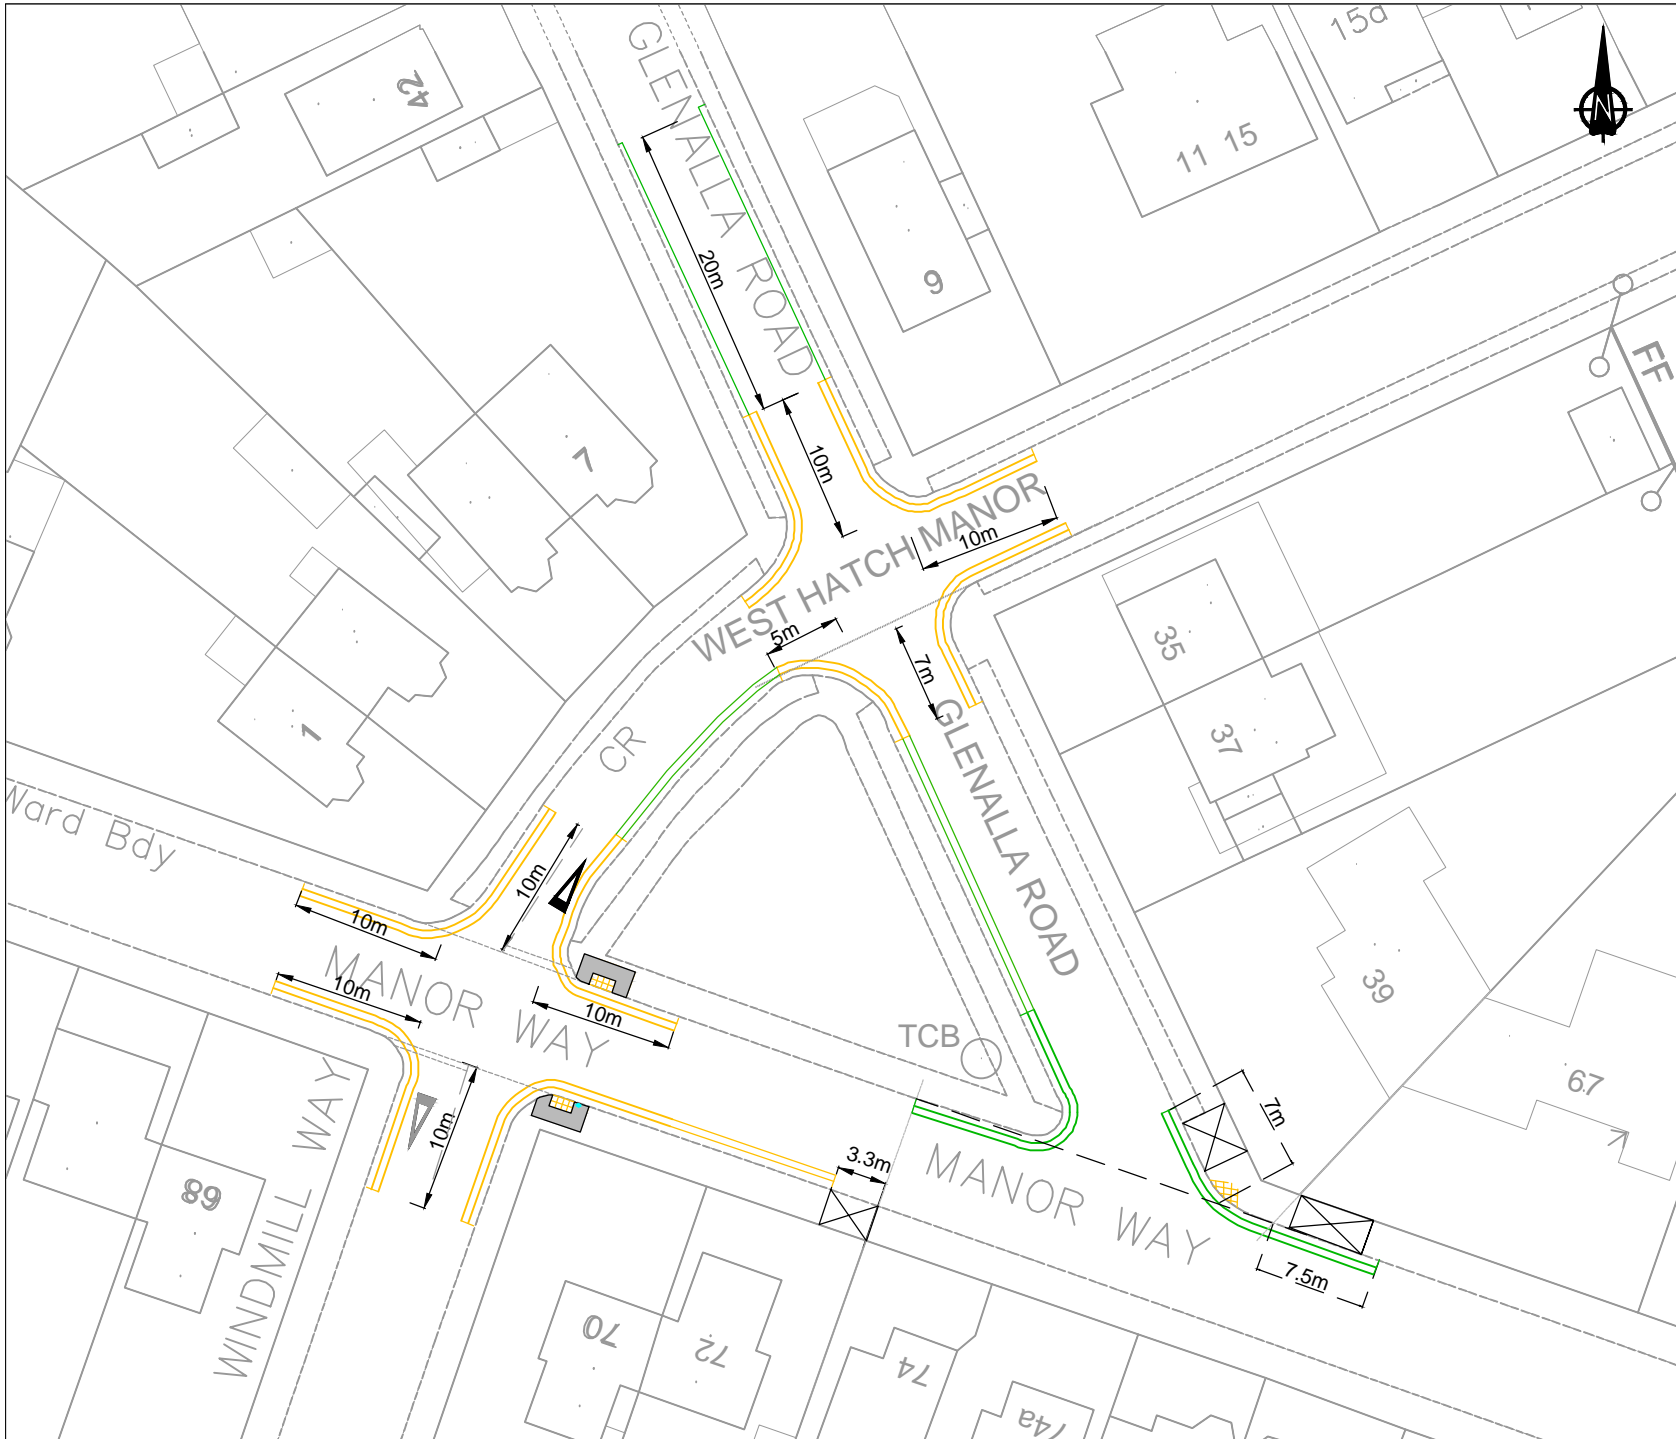 42
GLENALLA ROAD
15a
N
11 15
9
20m
FF
7
10m
WEST HATCH MANOR
10m
5m
7m
35
37
1
CR
GLENALLA ROAD
Ward Bdy
10m
10m
MANOR WAY
10m
10m
39
TCB
67
WINDMILL WAY
10m
7m
3.3m
MANOR WAY
68
7.5m
70
72
74
74a